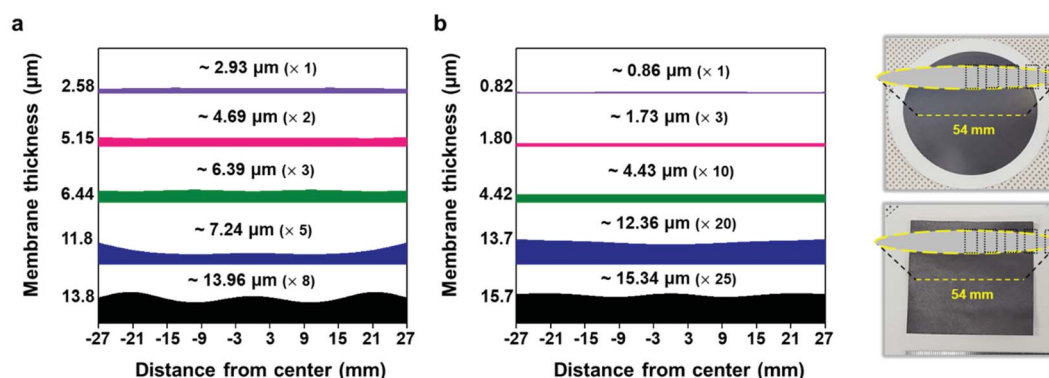 a
Membrane thickness (μm)
~ 2.93 μm (× 1)
2.58
~ 4.69 μm (× 2)
5.15
~ 6.39 μm (× 3)
6.44
~ 7.24 μm (× 5)
11.8
~ 13.96 μm (× 8)
13.8
-27 -21 -15 -9 -3 3 9 15 21 27
Distance from center (mm)
b
Membrane thickness (μm)
~ 0.86 μm (× 1)
0.82
~ 1.73 μm (× 3)
1.80
~ 4.43 μm (× 10)
4.42
~ 12.36 μm (× 20)
13.7
~ 15.34 μm (× 25)
15.7
-27 -21 -15 -9 -3 3 9 15 21 27
Distance from center (mm)
54 mm
54 mm